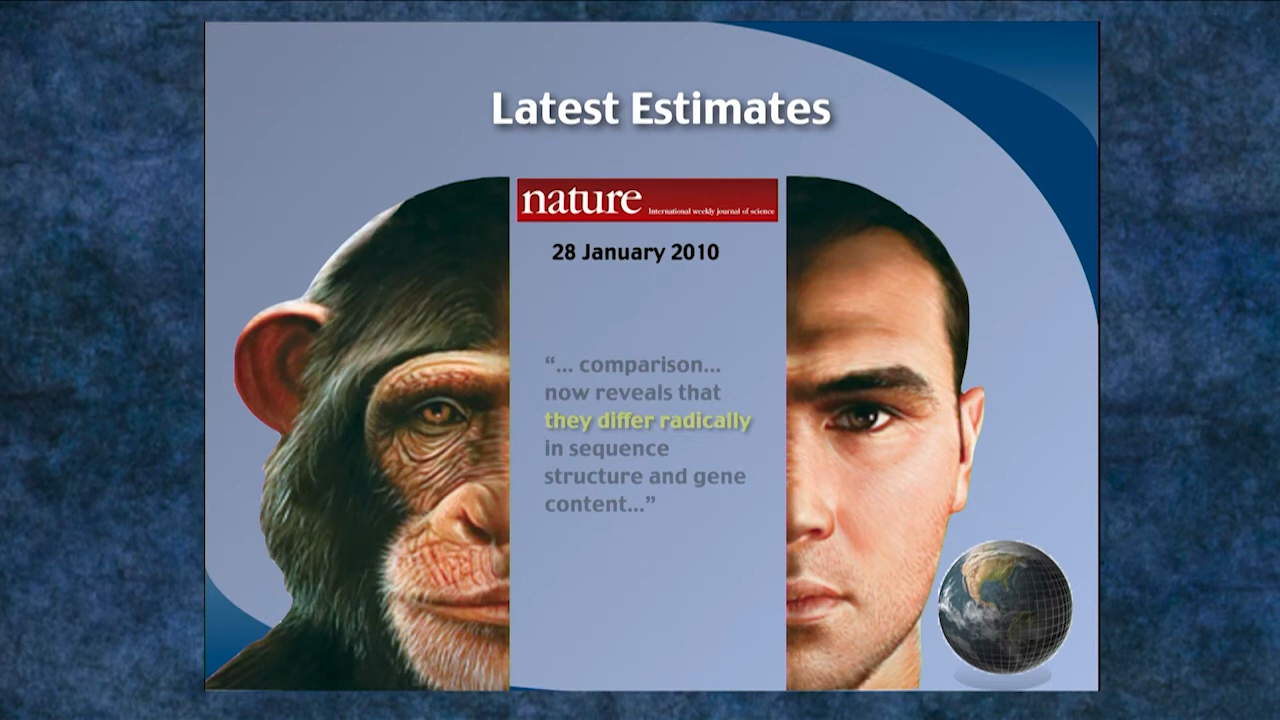 Latest Estimates
nature International weekly journal of science
28 January 2010
“... comparison...
now reveals that
they differ radically
in sequence
structure and gene
content...”